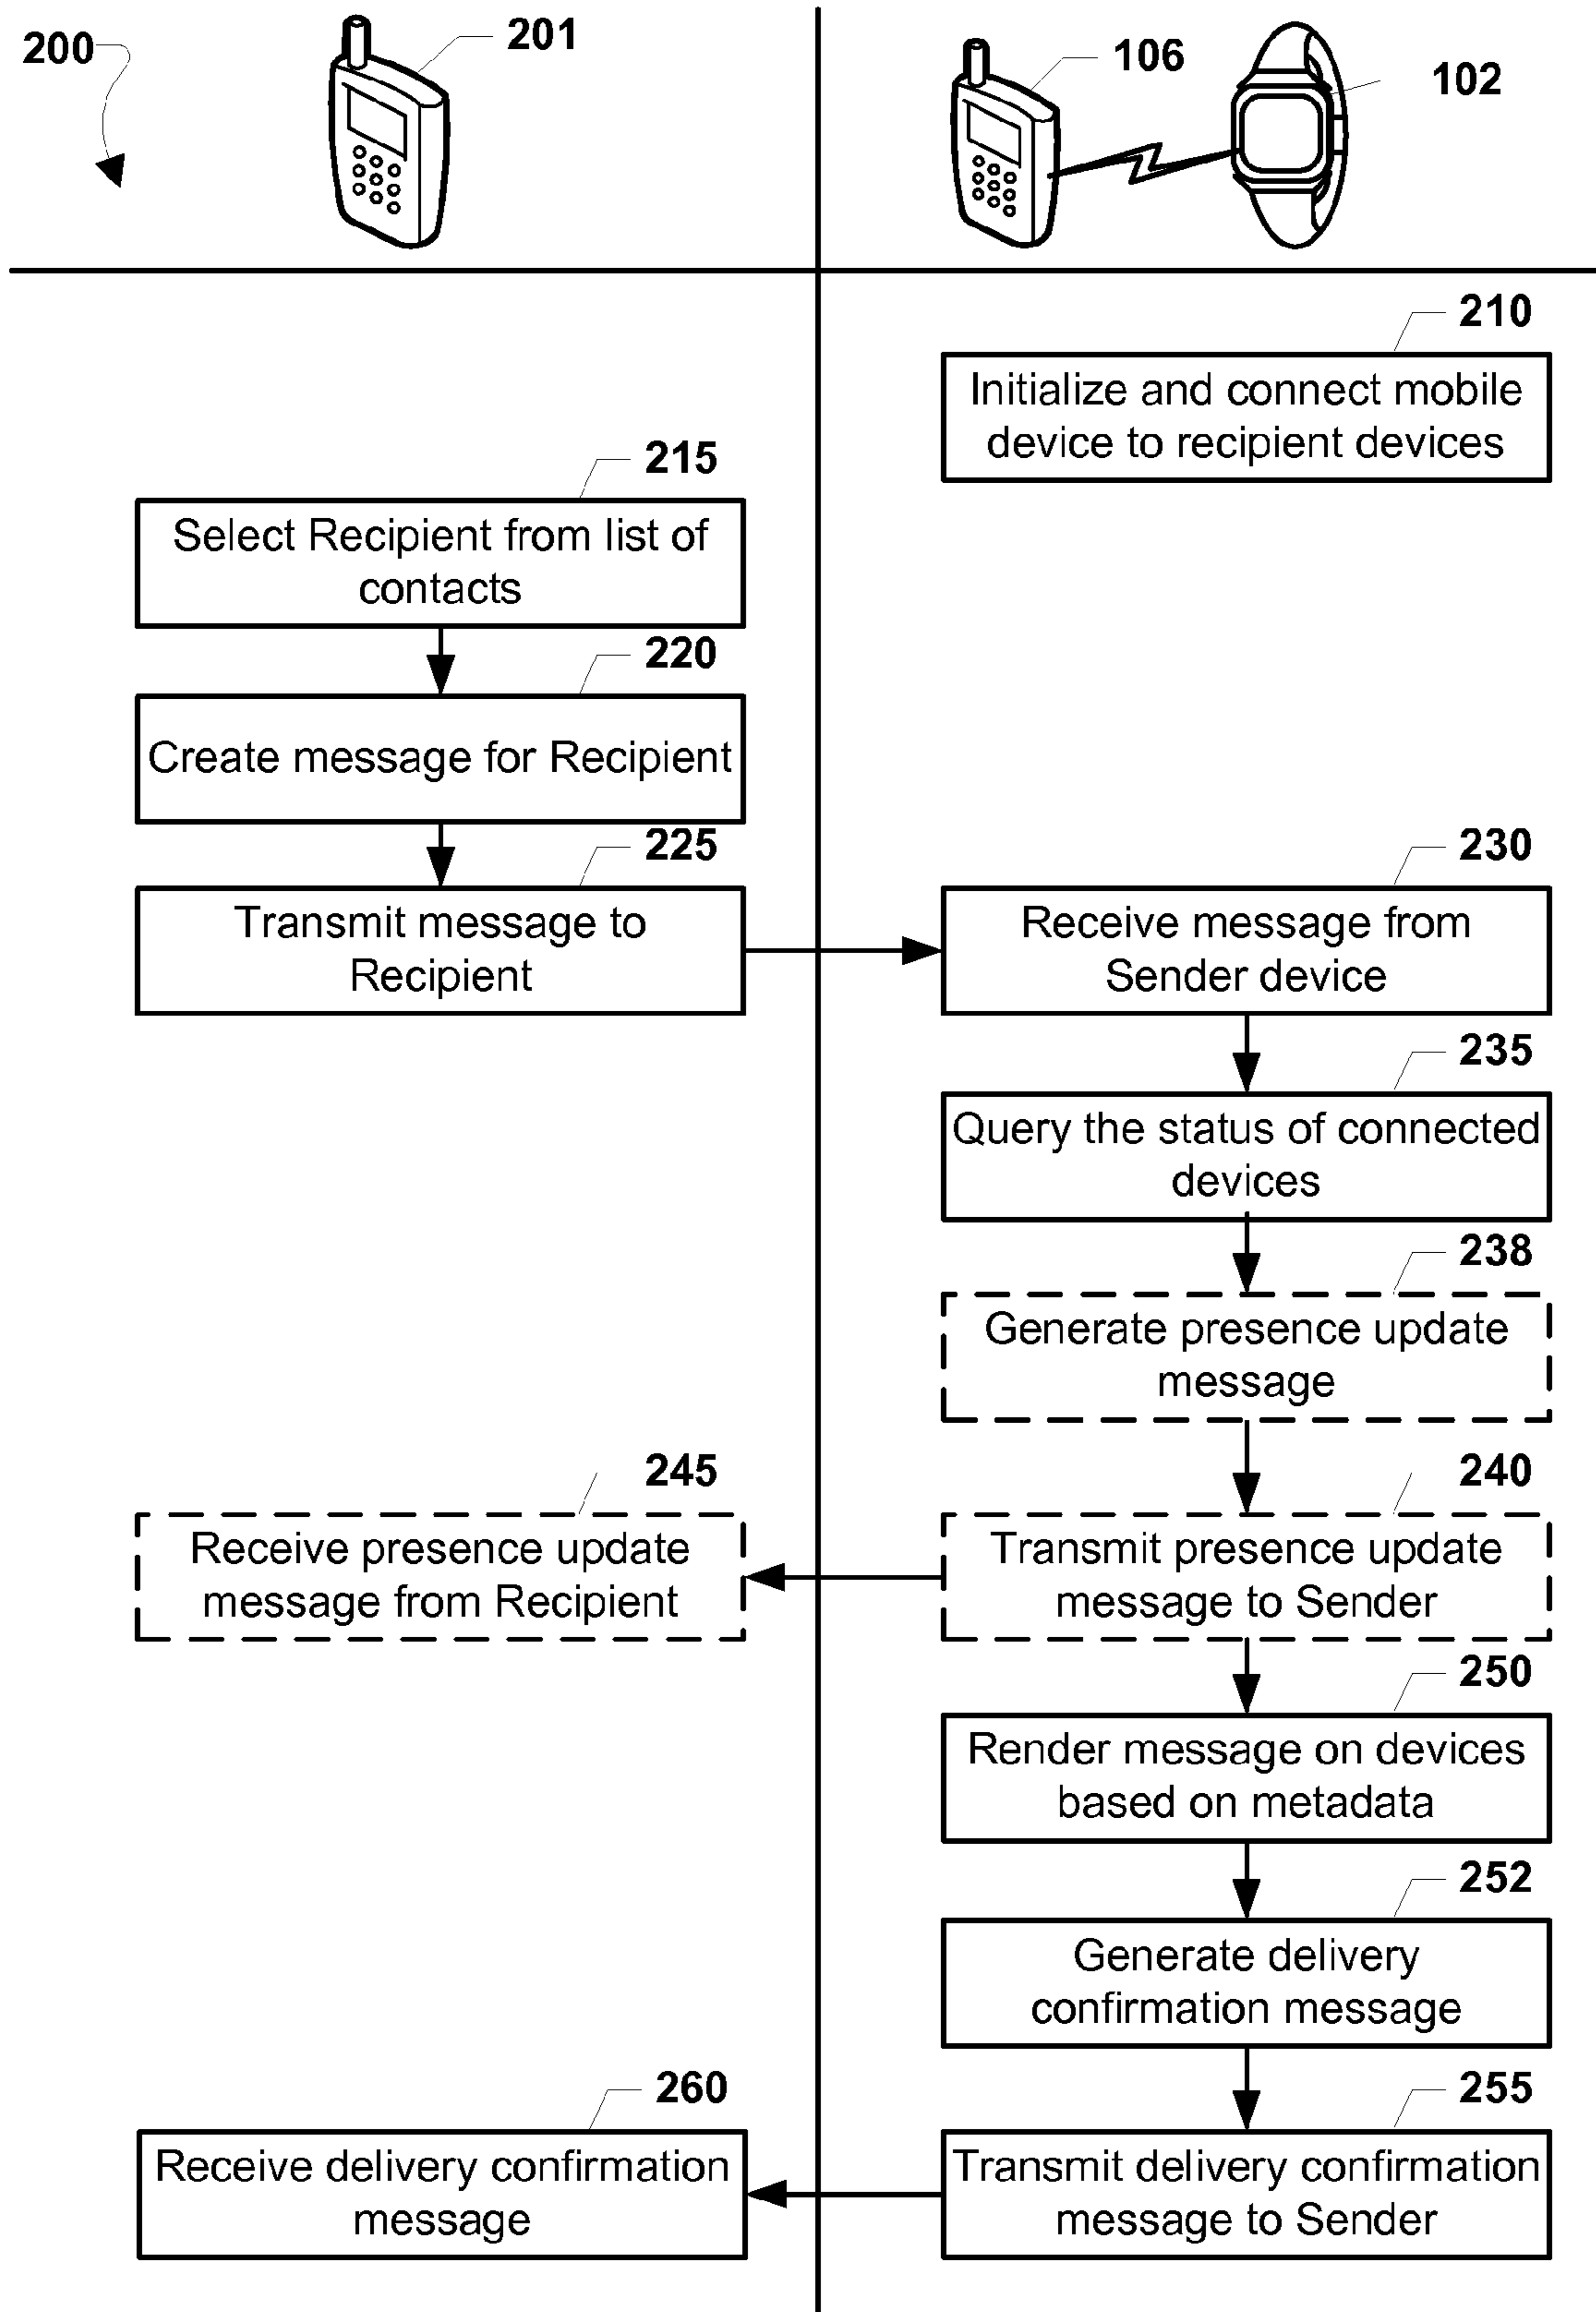 200
201
106
102
210
Initialize and connect mobile
device to recipient devices
215
Select Recipient from list of
contacts
220
Create message for Recipient
225
Transmit message to
Recipient
230
Receive message from
Sender device
235
Query the status of connected
devices
238
Generate presence update
message
245
Receive presence update
message from Recipient
240
Transmit presence update
message to Sender
250
Render message on devices
based on metadata
252
Generate delivery
confirmation message
260
Receive delivery confirmation
message
255
Transmit delivery confirmation
message to Sender